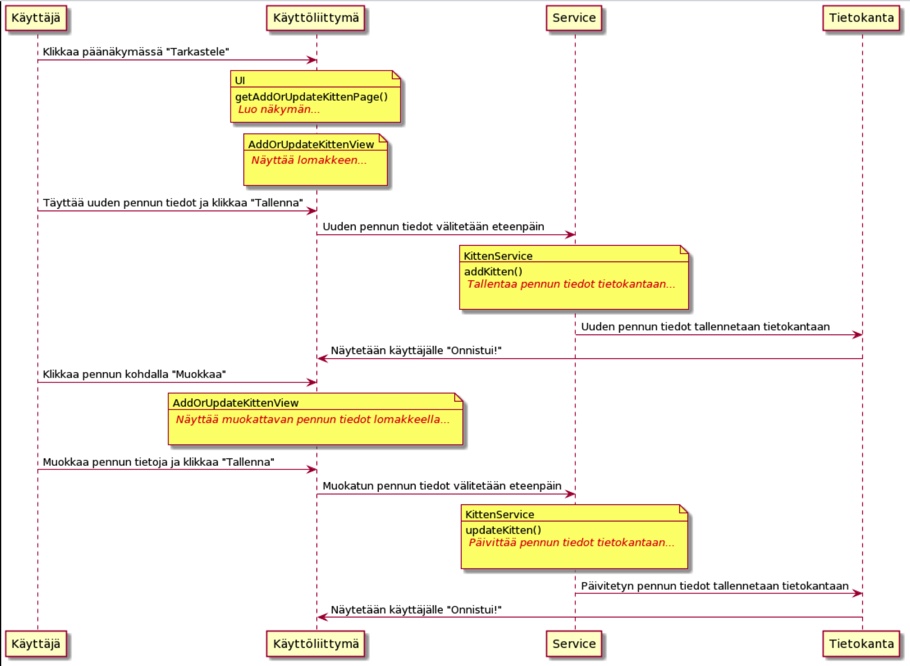 Käyttäjä
Käyttöliittymä
Service
Tietokanta
Klikkaa päänäkymässä "Tarkastele"
UI
getAddOrUpdateKittenPage()
Luo näkymän...
AddOrUpdateKittenView
Näyttää lomakkeen...
Täyttää uuden pennun tiedot ja klikkaa "Tallenna"
Uuden pennun tiedot välitetään eteenpäin
KittenService
addKitten()
Tallentaa pennun tiedot tietokantaan...
Uuden pennun tiedot tallennetaan tietokantaan
Näytetään käyttäjälle "Onnistui!"
Klikkaa pennun kohdalla "Muokkaa"
AddOrUpdateKittenView
Näyttää muokattavan pennun tiedot lomakkeella...
Muokkaa pennun tietoja ja klikkaa "Tallenna"
Muokatun pennun tiedot välitetään eteenpäin
KittenService
updateKitten()
Päivittää pennun tiedot tietokantaan...
Päivitetyn pennun tiedot tallennetaan tietokantaan
Näytetään käyttäjälle "Onnistui!"
Käyttäjä
Käyttöliittymä
Service
Tietokanta